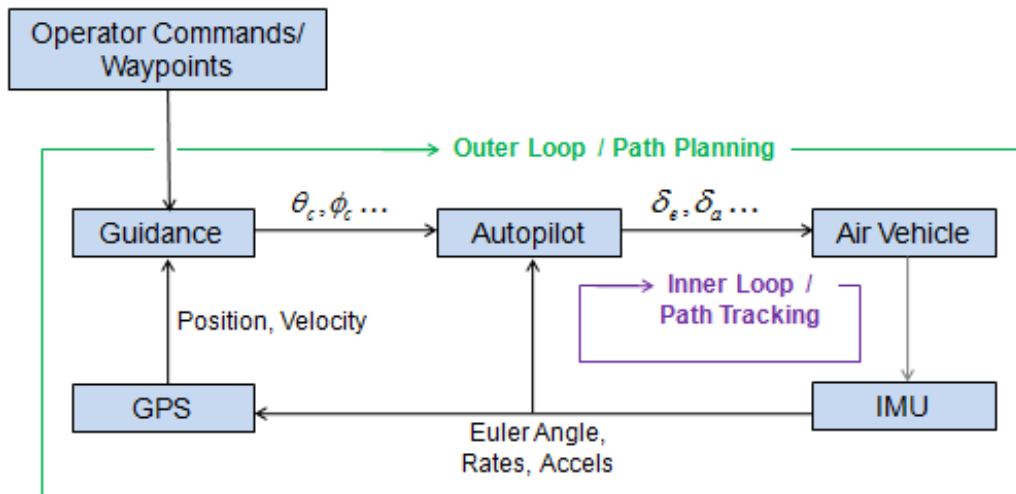 Operator Commands/
Waypoints
Outer Loop / Path Planning
θc, ϕc ...
δe, δa ...
Guidance
Autopilot
Air Vehicle
Inner Loop /
Path Tracking
Position, Velocity
GPS
IMU
Euler Angle,
Rates, Accels